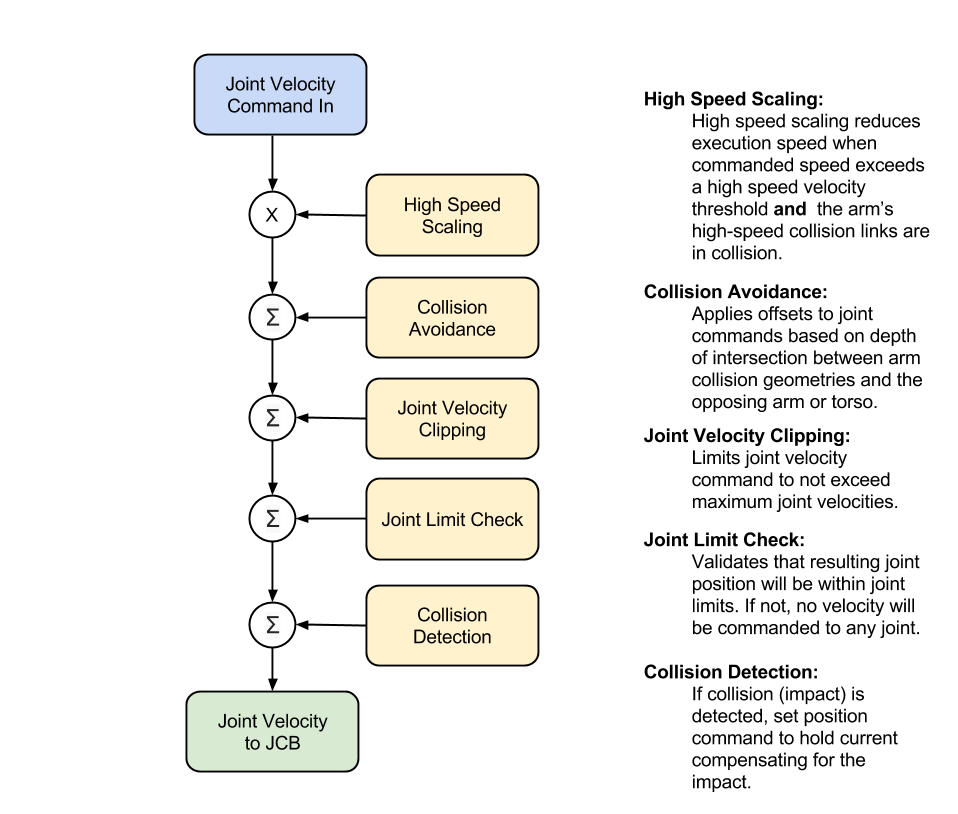 Joint Velocity
Command In
X
High Speed
Scaling
Σ
Collision
Avoidance
Σ
Joint Velocity
Clipping
Σ
Joint Limit Check
Σ
Collision
Detection
Joint Velocity
to JCB
High Speed Scaling:
High speed scaling reduces
execution speed when
commanded speed exceeds
a high speed velocity
threshold and the arm's
high-speed collision links are
in collision.
Collision Avoidance:
Applies offsets to joint
commands based on depth
of intersection between arm
collision geometries and the
opposing arm or torso.
Joint Velocity Clipping:
Limits joint velocity
command to not exceed
maximum joint velocities.
Joint Limit Check:
Validates that resulting joint
position will be within joint
limits. If not, no velocity will
be commanded to any joint.
Collision Detection:
If collision (impact) is
detected, set position
command to hold current
compensating for the
impact.